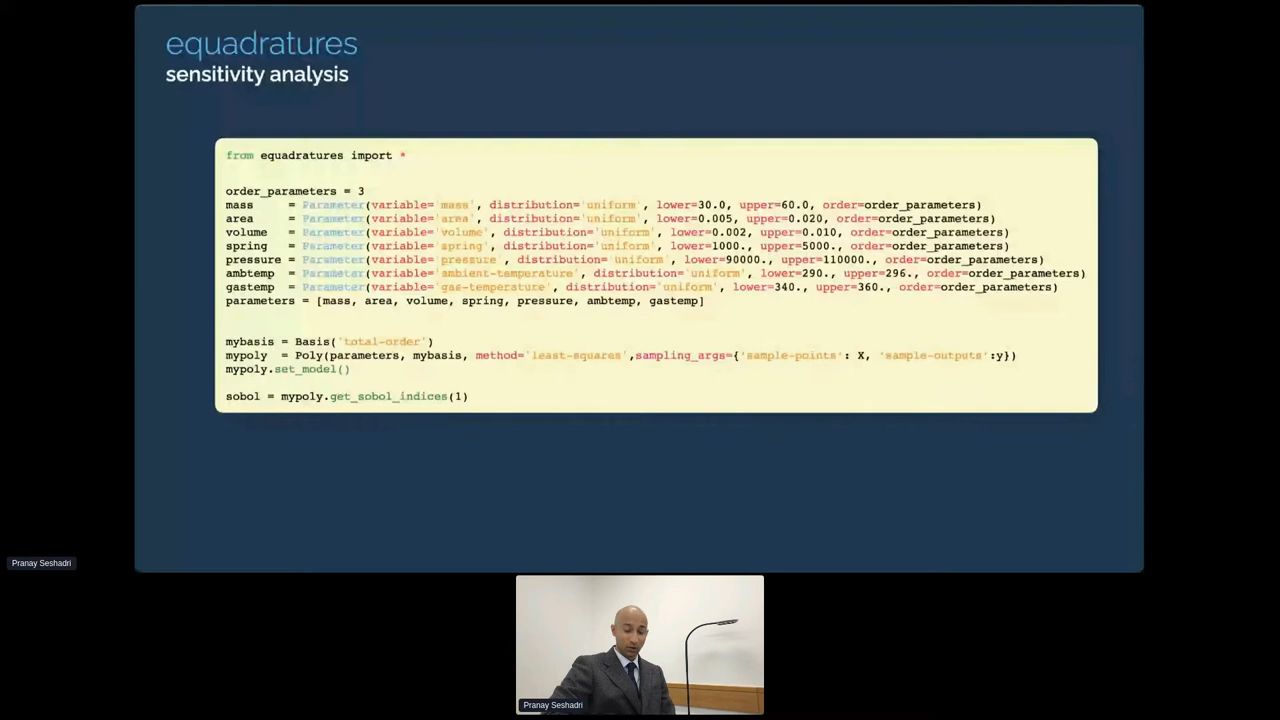 equadratures
sensitivity analysis
from equadratures import *
order_parameters = 3
mass = Parameter(variable='mass', distribution='uniform', lower=30.0, upper=60.0, order=order_parameters)
area = Parameter(variable='area', distribution='uniform', lower=0.005, upper=0.020, order=order_parameters)
volume = Parameter(variable='volume', distribution='uniform', lower=0.002, upper=0.010, order=order_parameters)
spring = Parameter(variable='spring', distribution='uniform', lower=1000., upper=5000., order=order_parameters)
pressure = Parameter(variable='pressure', distribution='uniform', lower=90000., upper=110000., order=order_parameters)
ambtemp = Parameter(variable='ambient-temperature', distribution='uniform', lower=290., upper=296., order=order_parameters)
gastemp = Parameter(variable='gas-temperature', distribution='uniform', lower=340., upper=360., order=order_parameters)
parameters = [mass, area, volume, spring, pressure, ambtemp, gastemp]
mybasis = Basis('total-order')
mypoly = Poly(parameters, mybasis, method='least-squares',sampling_args={'sample-points': X, 'sample-outputs':y})
mypoly.set_model()
sobol = mypoly.get_sobol_indices(1)
Pranay Seshadri
Pranay Seshadri